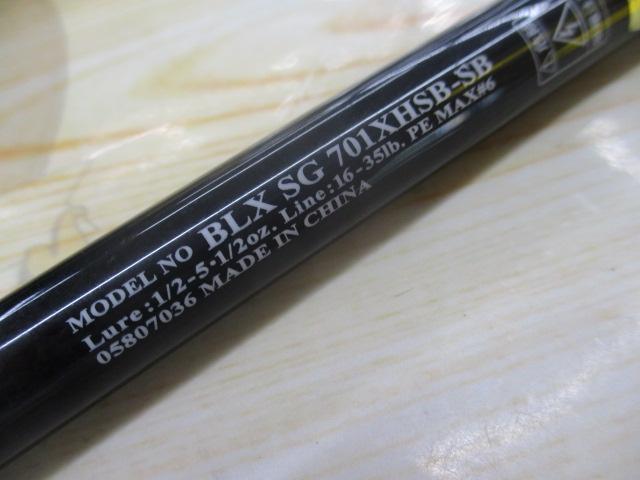 MODEL NO BLX SG 701XHSB-SB
Lure:1/2-5·1/2oz. Line:16-35lb. PE MAX#6
05807036 MADE IN CHINA